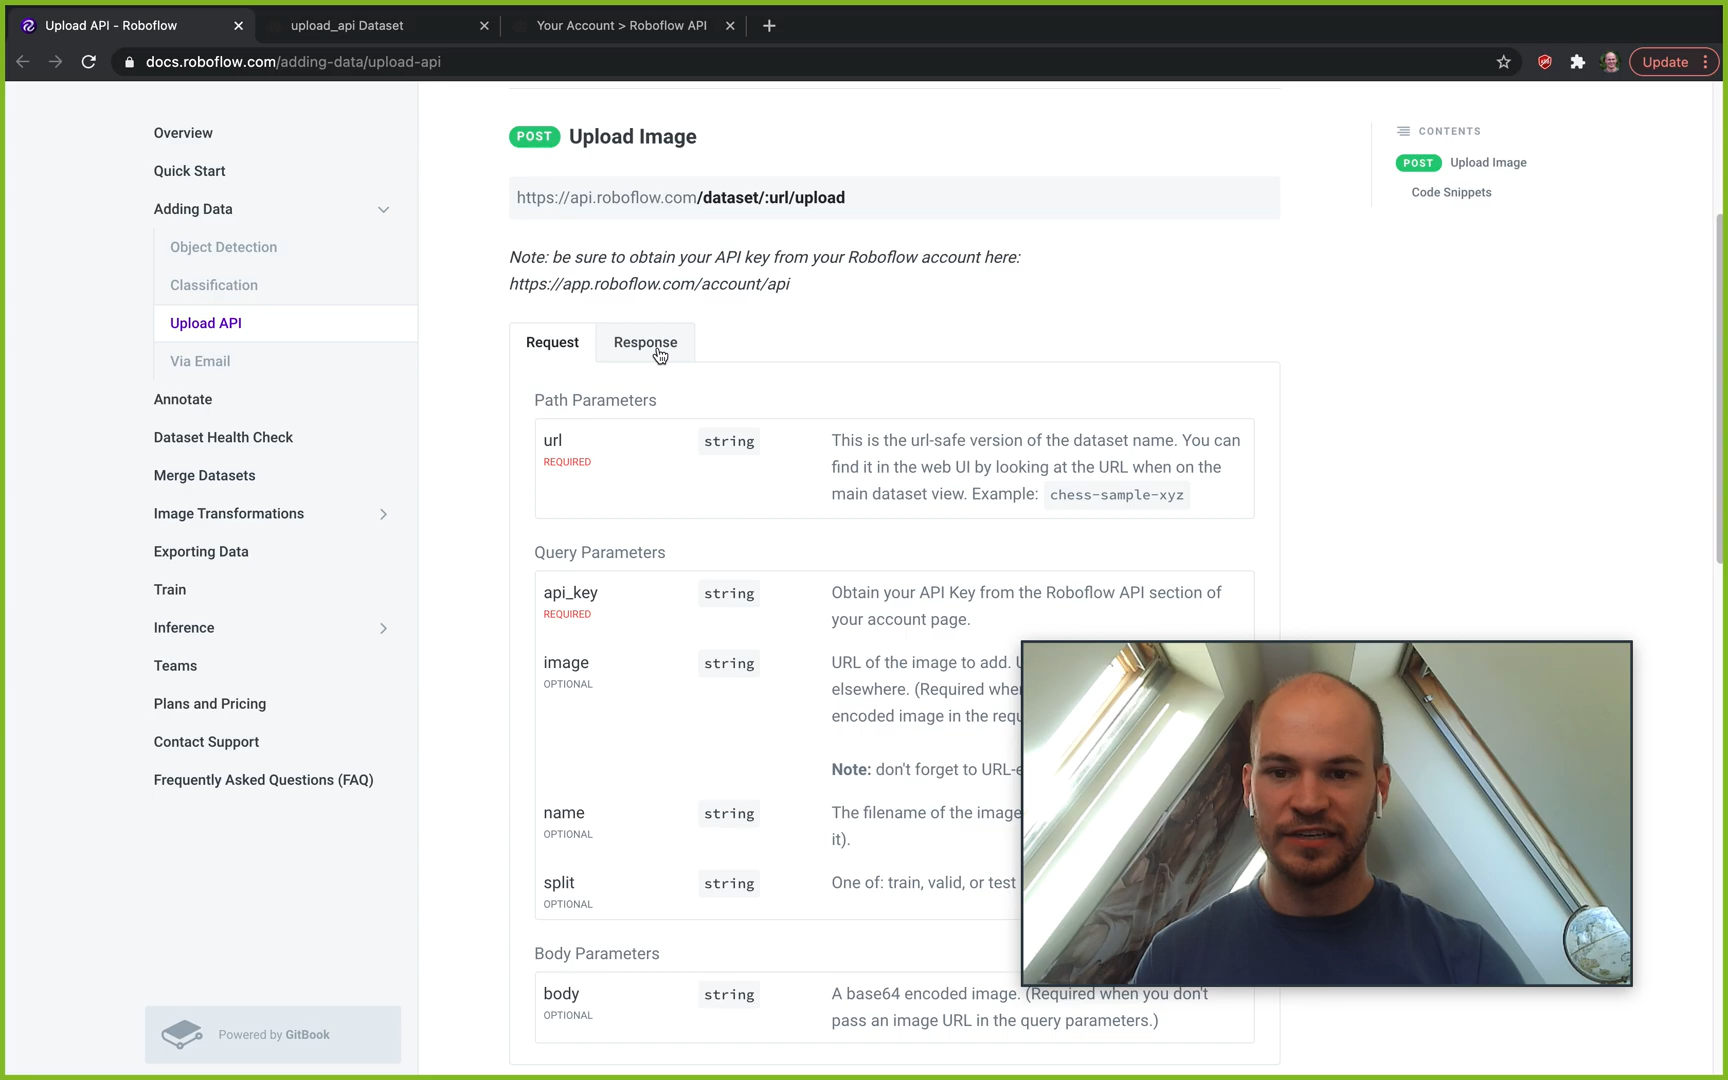 Upload API - Roboflow
upload_api Dataset
Your Account > Roboflow API
docs.roboflow.com/adding-data/upload-api
Update
Overview
Quick Start
Adding Data
Object Detection
Classification
Upload API
Via Email
Annotate
Dataset Health Check
Merge Datasets
Image Transformations
Exporting Data
Train
Inference
Teams
Plans and Pricing
Contact Support
Frequently Asked Questions (FAQ)
Powered by GitBook
POST Upload Image
https://api.roboflow.com/dataset/:url/upload
Note: be sure to obtain your API key from your Roboflow account here:
https://app.roboflow.com/account/api
Request Response
Path Parameters
url string This is the url-safe version of the dataset name. You can
REQUIRED find it in the web UI by looking at the URL when on the
main dataset view. Example: chess-sample-xyz
Query Parameters
api_key string Obtain your API Key from the Roboflow API section of
REQUIRED your account page.
image string URL of the image to add. U
OPTIONAL elsewhere. (Required when
encoded image in the requ
Note: don't forget to URL-e
name string The filename of the image
OPTIONAL it).
split string One of: train, valid, or test
OPTIONAL
Body Parameters
body string A base64 encoded image. (Required when you don't
OPTIONAL pass an image URL in the query parameters.)
CONTENTS
POST Upload Image
Code Snippets